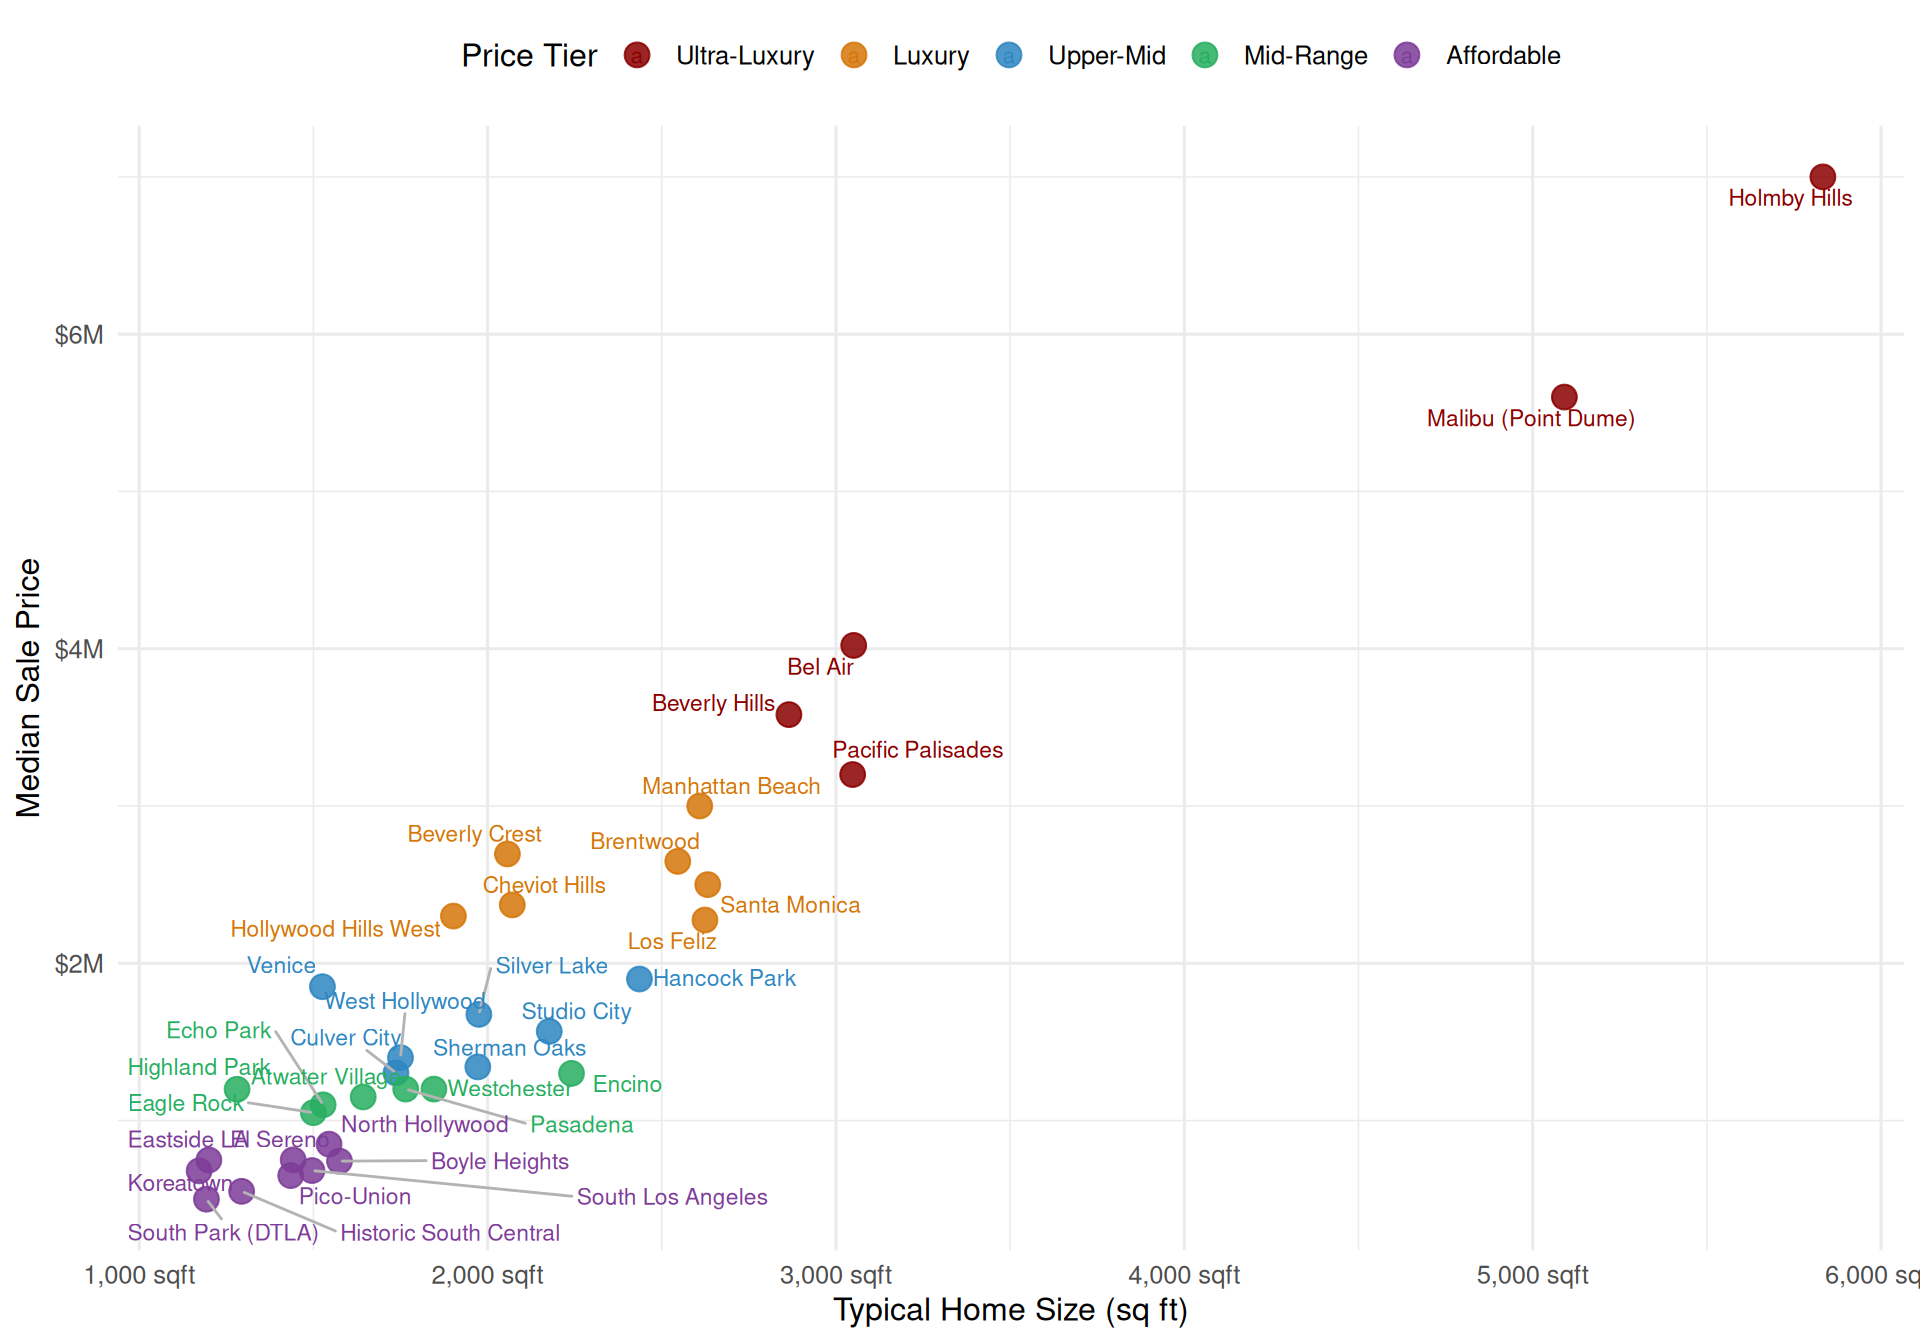 Price Tier a Ultra-Luxury a Luxury a Upper-Mid a Mid-Range a Affordable
Holmby Hills
$6M
Malibu (Point Dume)
$4M
Bel Air
Beverly Hills
Pacific Palisades
Manhattan Beach
Beverly Crest
Brentwood
Cheviot Hills
Santa Monica
Hollywood Hills West
Los Feliz
$2M
Venice
Silver Lake
Hancock Park
West Hollywood
Studio City
Echo Park
Culver City
Sherman Oaks
Highland Park
Atwater Village
Westchester
Encino
Eagle Rock
North Hollywood
Pasadena
Eastside LA
El Sereno
Boyle Heights
Koreatown
Pico-Union
South Los Angeles
South Park (DTLA)
Historic South Central
Median Sale Price
1,000 sqft 2,000 sqft 3,000 sqft 4,000 sqft 5,000 sqft 6,000 sq
Typical Home Size (sq ft)